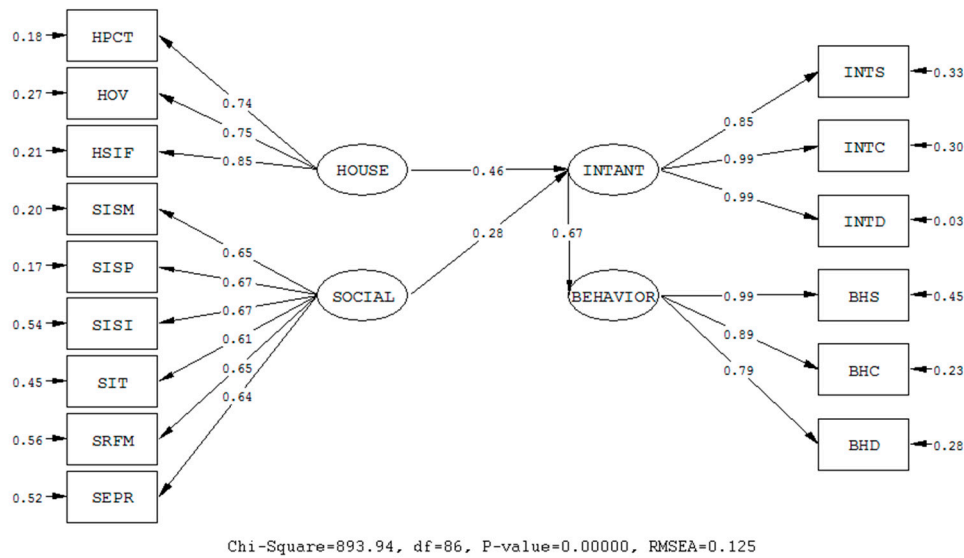 0.18 HPCT
0.27 HOV
0.21 HSIF
0.20 SISM
0.17 SISP
0.54 SISI
0.45 SIT
0.56 SRFM
0.52 SEPR
0.74
0.75
0.85
0.65
0.67
0.67
0.61
0.65
0.64
HOUSE
SOCIAL
0.46
0.28
INTANT
0.67
BEHAVIOR
0.85
0.99
0.99
0.99
0.89
0.79
INTS 0.33
INTC 0.30
INTD 0.03
BHS 0.45
BHC 0.23
BHD 0.28
Chi-Square=893.94, df=86, P-value=0.00000, RMSEA=0.125